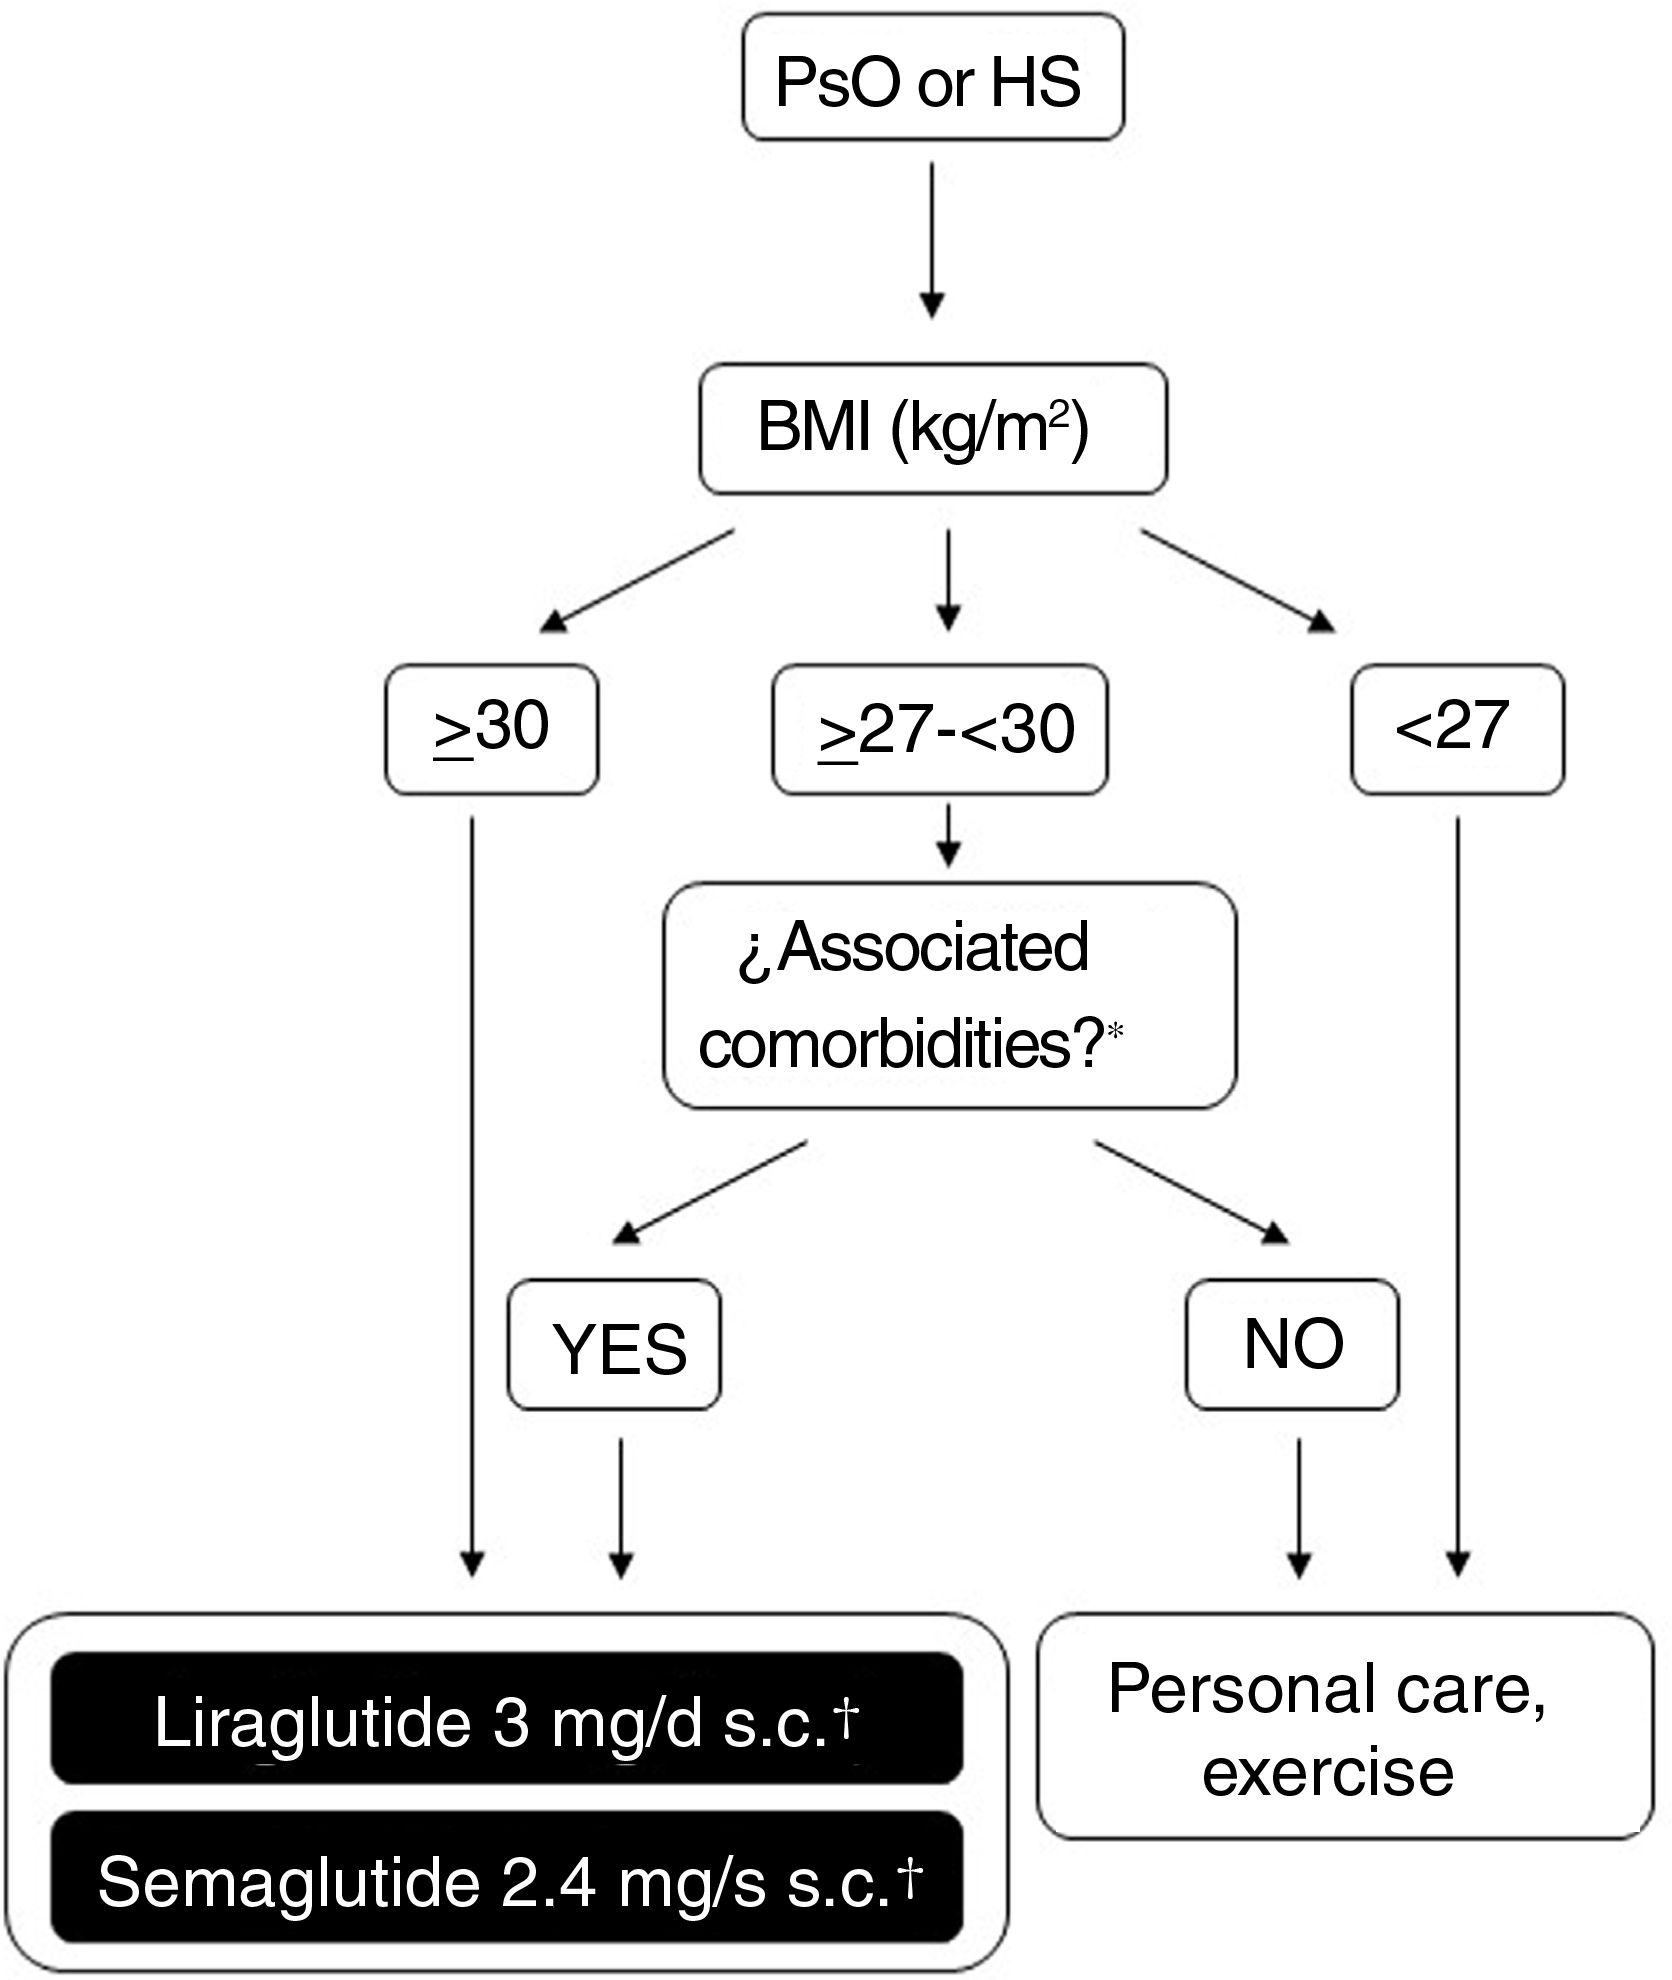 PsO or HS
BMI (kg/m²)
≥30
≥27-<30
<27
¿Associated
comorbidities?*
YES
NO
Liraglutide 3 mg/d s.c.†
Semaglutide 2.4 mg/s s.c.†
Personal care,
exercise